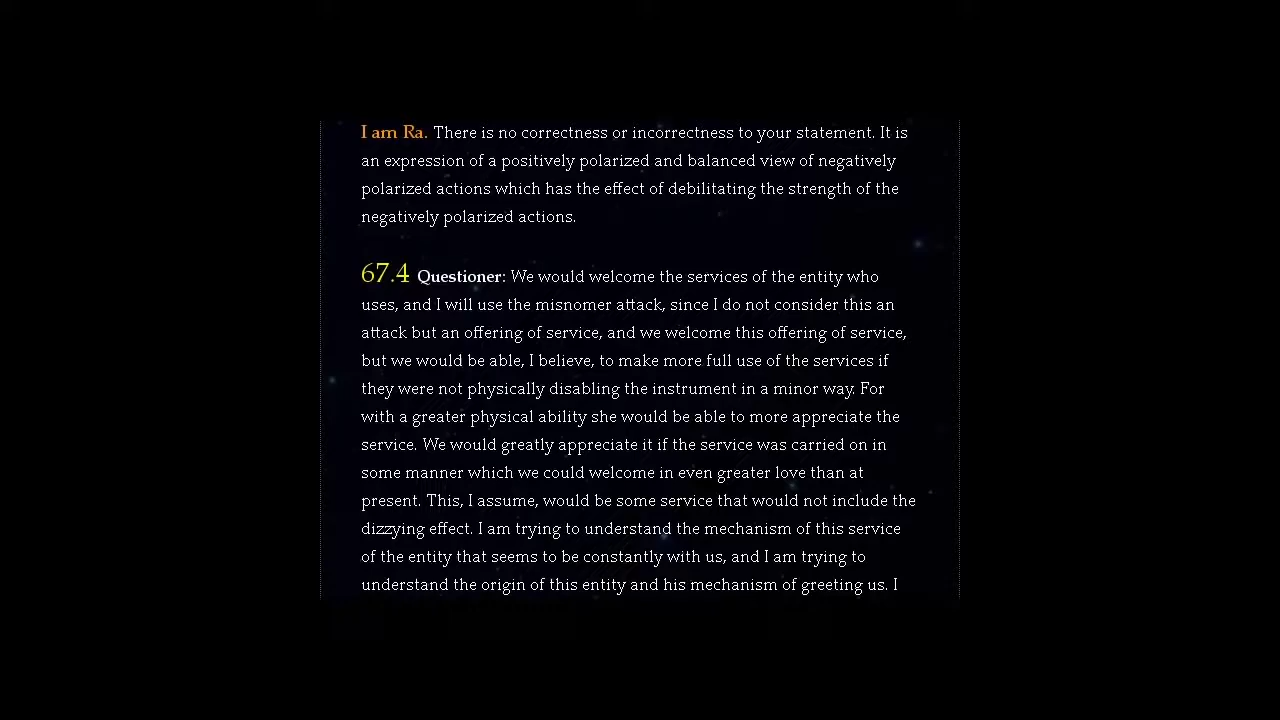 I am Ra. There is no correctness or incorrectness to your statement. It is
an expression of a positively polarized and balanced view of negatively
polarized actions which has the effect of debilitating the strength of the
negatively polarized actions.
67.4 Questioner: We would welcome the services of the entity who
uses, and I will use the misnomer attack, since I do not consider this an
attack but an offering of service, and we welcome this offering of service,
but we would be able, I believe, to make more full use of the services if
they were not physically disabling the instrument in a minor way. For
with a greater physical ability she would be able to more appreciate the
service. We would greatly appreciate it if the service was carried on in
some manner which we could welcome in even greater love than at
present. This, I assume, would be some service that would not include the
dizzying effect. I am trying to understand the mechanism of this service
of the entity that seems to be constantly with us, and I am trying to
understand the origin of this entity and his mechanism of greeting us. I